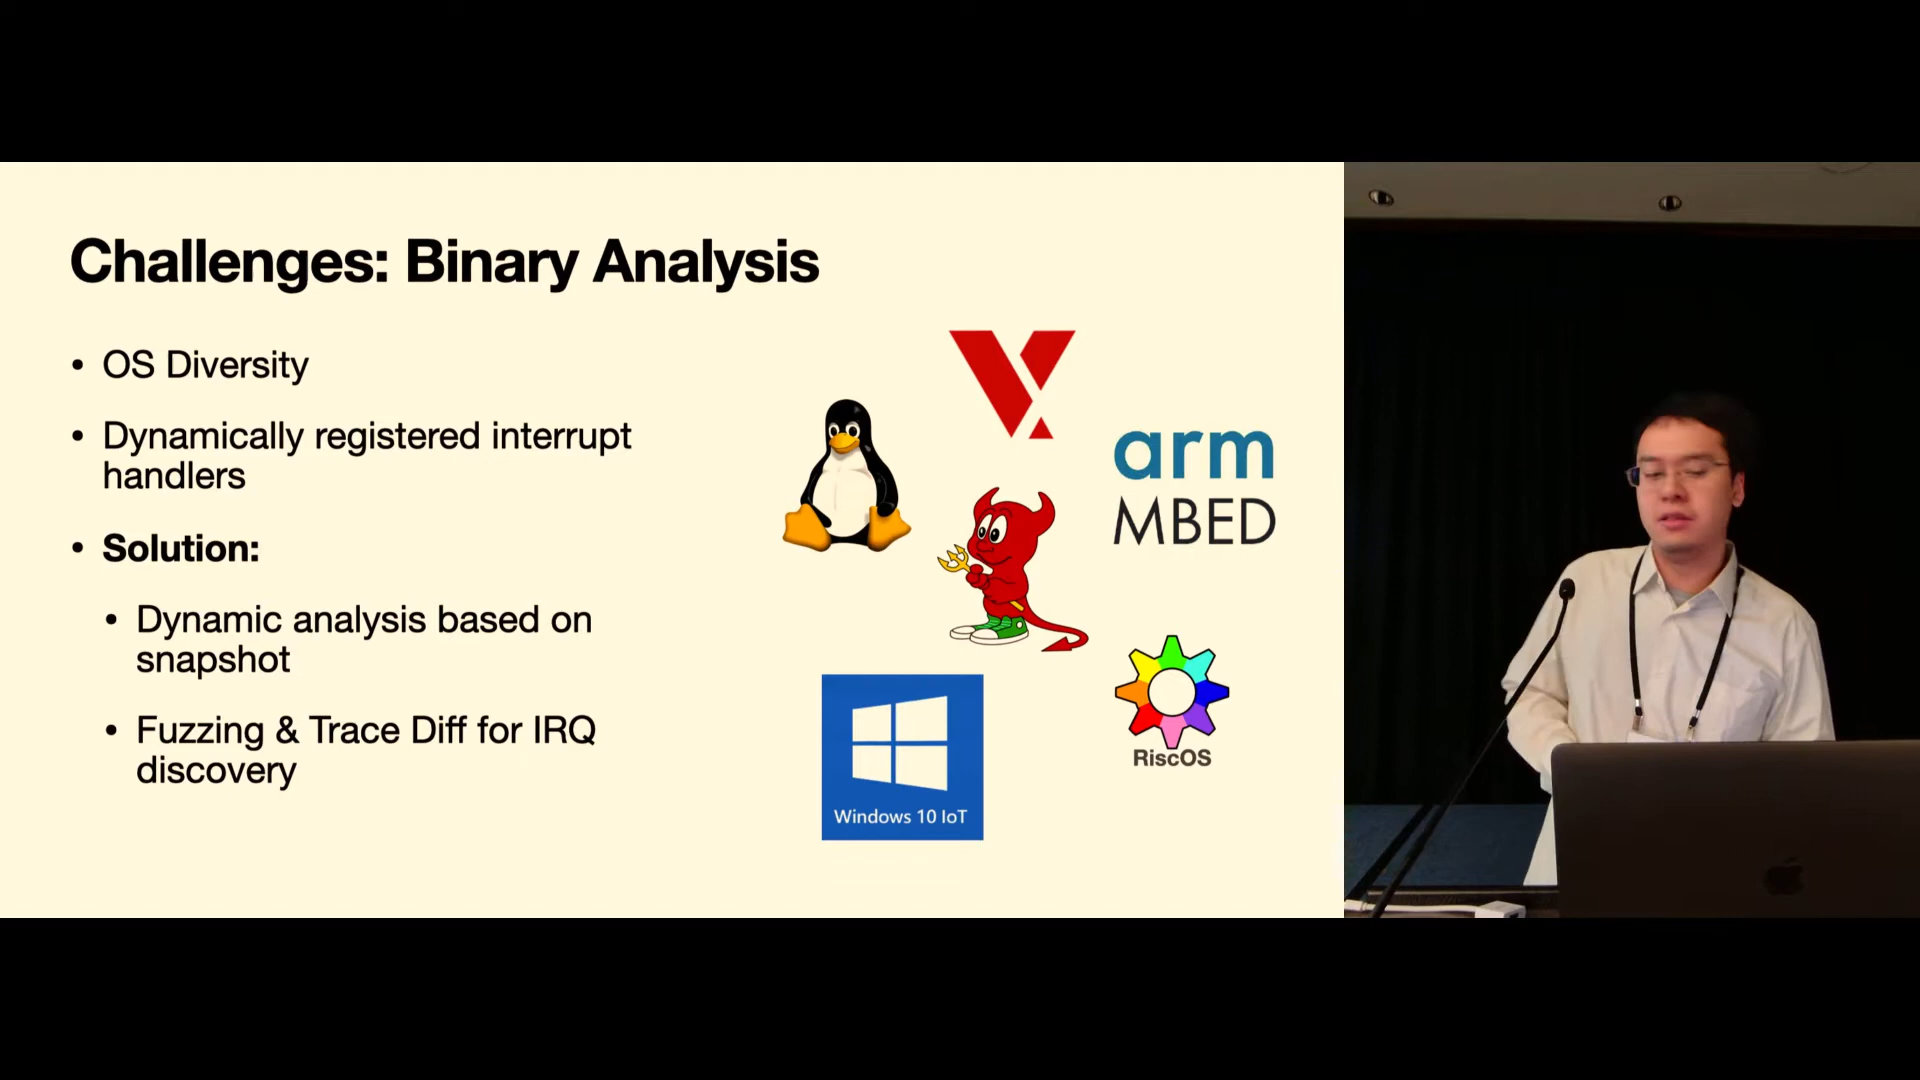 Challenges: Binary Analysis
• OS Diversity
• Dynamically registered interrupt
handlers
• Solution:
• Dynamic analysis based on
snapshot
• Fuzzing & Trace Diff for IRQ
discovery
arm
MBED
RiscOS
Windows 10 IoT